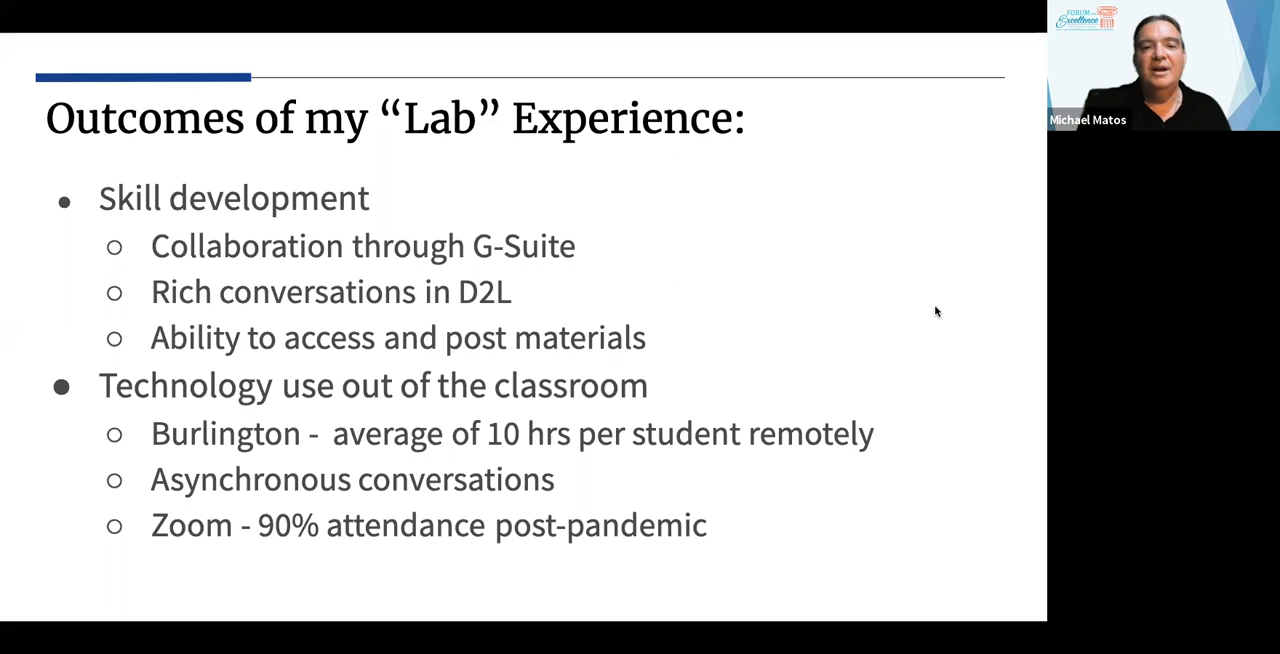 Outcomes of my “Lab” Experience:
● Skill development
○ Collaboration through G-Suite
○ Rich conversations in D2L
○ Ability to access and post materials
● Technology use out of the classroom
○ Burlington - average of 10 hrs per student remotely
○ Asynchronous conversations
○ Zoom - 90% attendance post-pandemic
FORUM
Excellence
Michael Matos